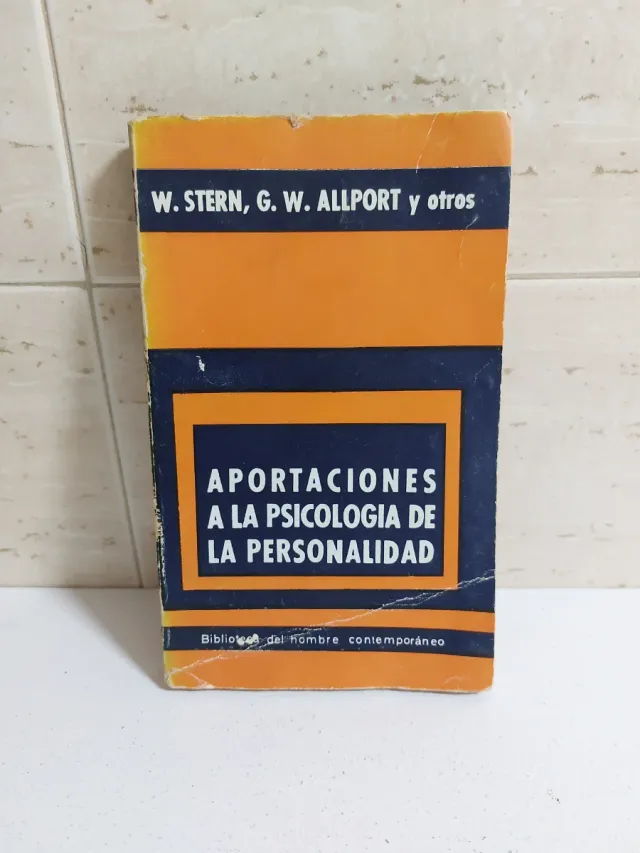 W. STERN, G. W. ALLPORT y otros
APORTACIONES
A LA PSICOLOGIA DE
LA PERSONALIDAD
Biblioteca del hombre contemporáneo